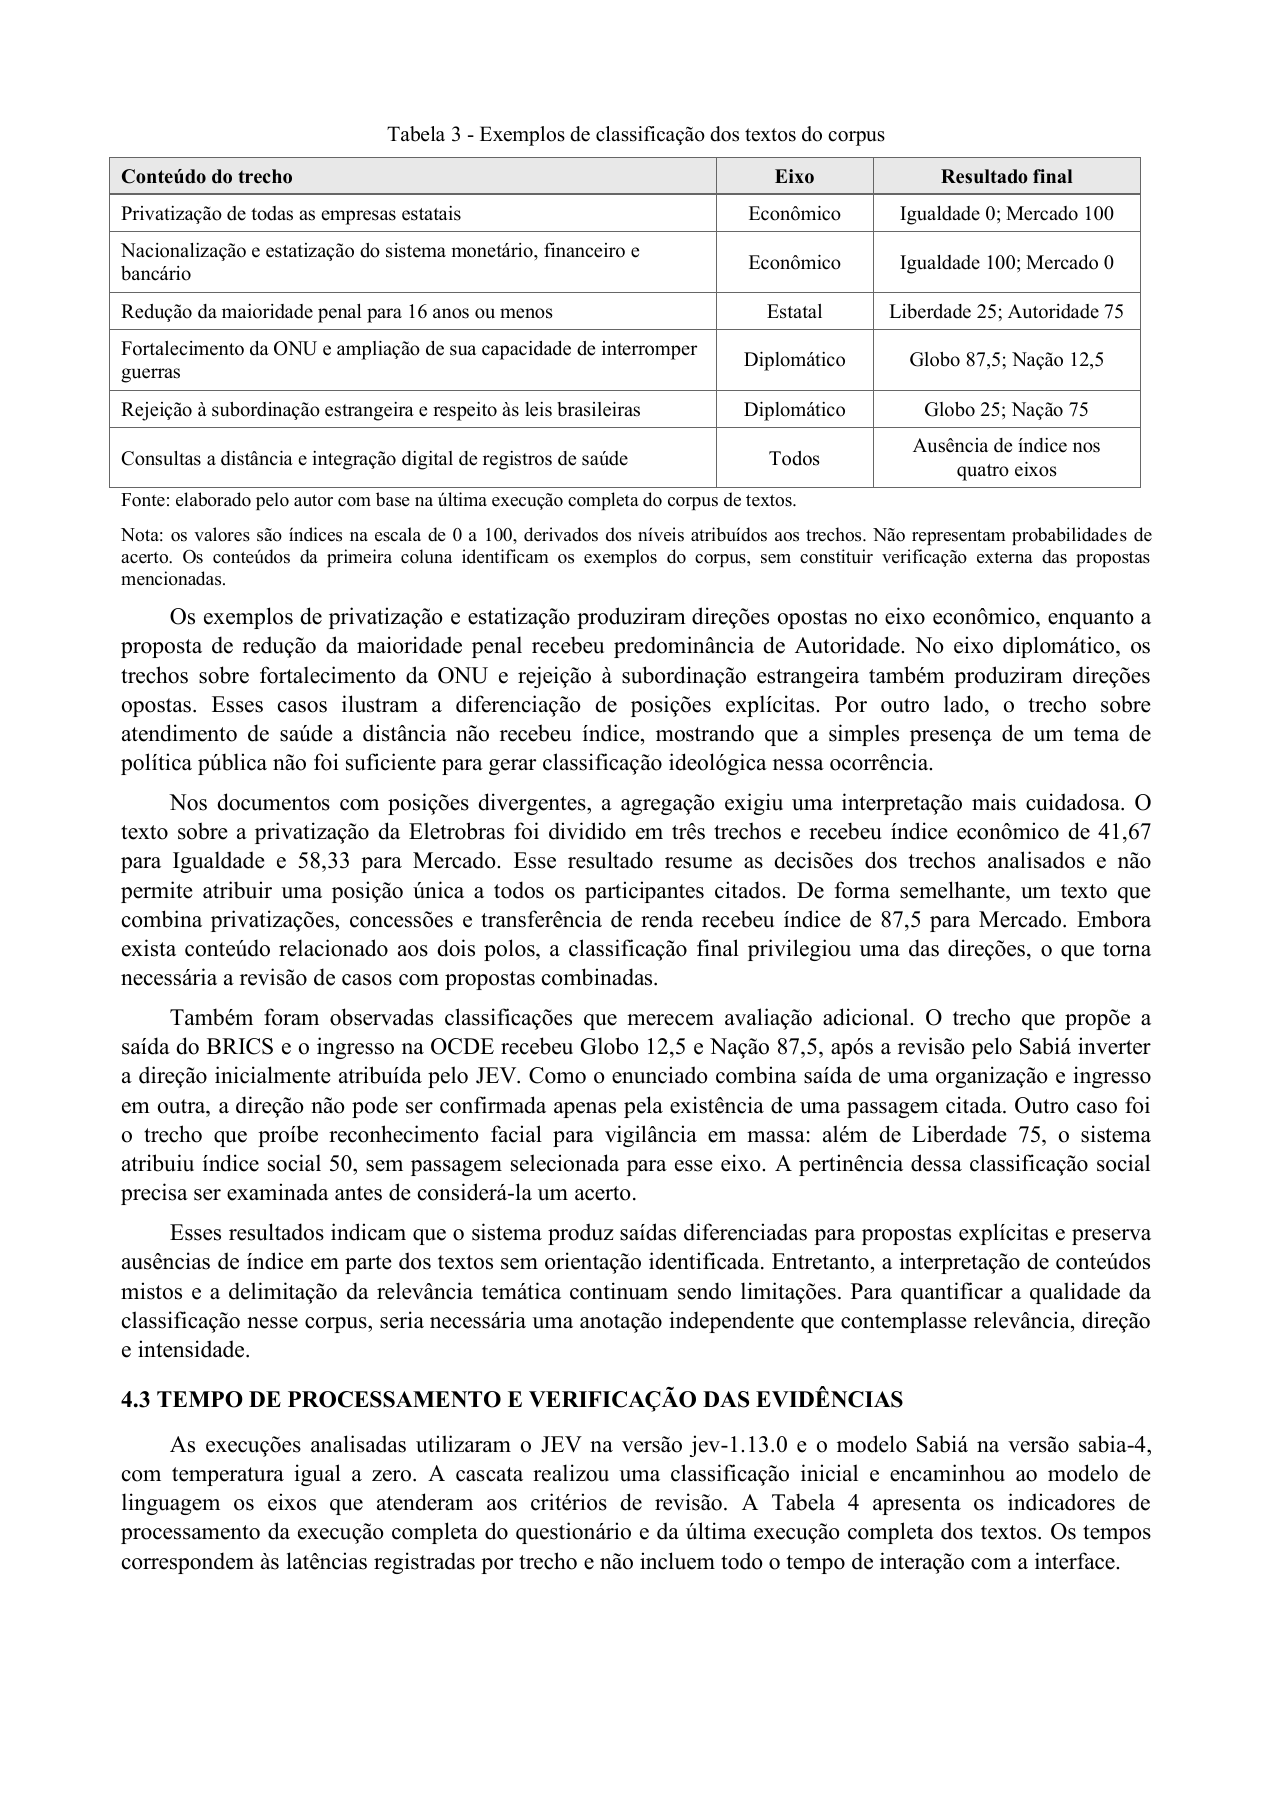 Tabela 3 - Exemplos de classificação dos textos do corpus
Conteúdo do trecho Eixo Resultado final
Privatização de todas as empresas estatais Econômico Igualdade 0; Mercado 100
Nacionalização e estatização do sistema monetário, financeiro e
bancário Econômico Igualdade 100; Mercado 0
Redução da maioridade penal para 16 anos ou menos Estatal Liberdade 25; Autoridade 75
Fortalecimento da ONU e ampliação de sua capacidade de interromper
guerras Diplomático Globo 87,5; Nação 12,5
Rejeição à subordinação estrangeira e respeito às leis brasileiras Diplomático Globo 25; Nação 75
Consultas a distância e integração digital de registros de saúde Todos Ausência de índice nos
quatro eixos
Fonte: elaborado pelo autor com base na última execução completa do corpus de textos.
Nota: os valores são índices na escala de 0 a 100, derivados dos níveis atribuídos aos trechos. Não representam probabilidades de
acerto. Os conteúdos da primeira coluna identificam os exemplos do corpus, sem constituir verificação externa das propostas
mencionadas.
Os exemplos de privatização e estatização produziram direções opostas no eixo econômico, enquanto a
proposta de redução da maioridade penal recebeu predominância de Autoridade. No eixo diplomático, os
trechos sobre fortalecimento da ONU e rejeição à subordinação estrangeira também produziram direções
opostas. Esses casos ilustram a diferenciação de posições explícitas. Por outro lado, o trecho sobre
atendimento de saúde a distância não recebeu índice, mostrando que a simples presença de um tema de
política pública não foi suficiente para gerar classificação ideológica nessa ocorrência.
Nos documentos com posições divergentes, a agregação exigiu uma interpretação mais cuidadosa. O
texto sobre a privatização da Eletrobras foi dividido em três trechos e recebeu índice econômico de 41,67
para Igualdade e 58,33 para Mercado. Esse resultado resume as decisões dos trechos analisados e não
permite atribuir uma posição única a todos os participantes citados. De forma semelhante, um texto que
combina privatizações, concessões e transferência de renda recebeu índice de 87,5 para Mercado. Embora
exista conteúdo relacionado aos dois polos, a classificação final privilegiou uma das direções, o que torna
necessária a revisão de casos com propostas combinadas.
Também foram observadas classificações que merecem avaliação adicional. O trecho que propõe a
saída do BRICS e o ingresso na OCDE recebeu Globo 12,5 e Nação 87,5, após a revisão pelo Sabiá inverter
a direção inicialmente atribuída pelo JEV. Como o enunciado combina saída de uma organização e ingresso
em outra, a direção não pode ser confirmada apenas pela existência de uma passagem citada. Outro caso foi
o trecho que proíbe reconhecimento facial para vigilância em massa: além de Liberdade 75, o sistema
atribuiu índice social 50, sem passagem selecionada para esse eixo. A pertinência dessa classificação social
precisa ser examinada antes de considerá-la um acerto.
Esses resultados indicam que o sistema produz saídas diferenciadas para propostas explícitas e preserva
ausências de índice em parte dos textos sem orientação identificada. Entretanto, a interpretação de conteúdos
mistos e a delimitação da relevância temática continuam sendo limitações. Para quantificar a qualidade da
classificação nesse corpus, seria necessária uma anotação independente que contemplasse relevância, direção
e intensidade.
4.3 TEMPO DE PROCESSAMENTO E VERIFICAÇÃO DAS EVIDÊNCIAS
As execuções analisadas utilizaram o JEV na versão jev-1.13.0 e o modelo Sabiá na versão sabia-4,
com temperatura igual a zero. A cascata realizou uma classificação inicial e encaminhou ao modelo de
linguagem os eixos que atenderam aos critérios de revisão. A Tabela 4 apresenta os indicadores de
processamento da execução completa do questionário e da última execução completa dos textos. Os tempos
correspondem às latências registradas por trecho e não incluem todo o tempo de interação com a interface.